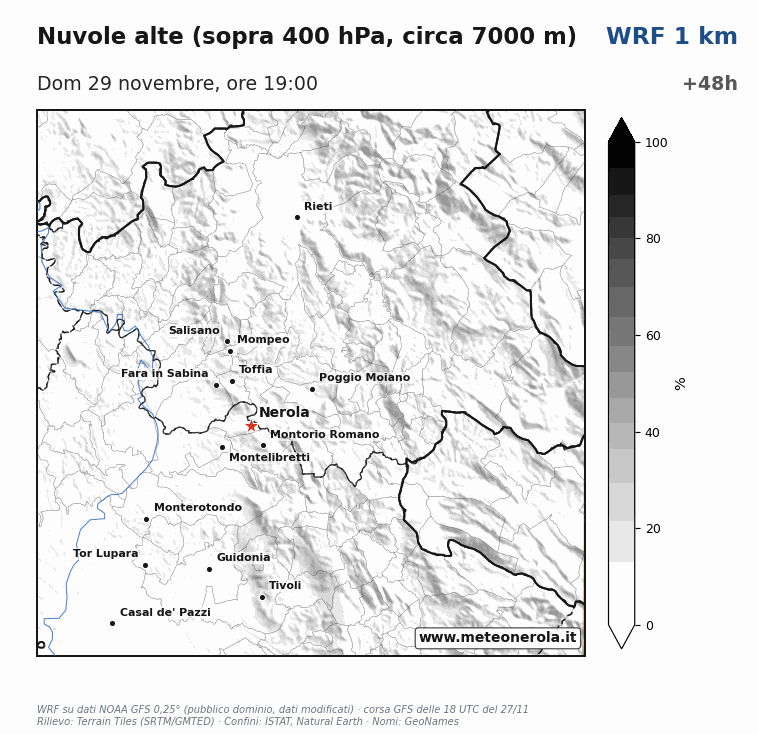 Nuvole alte (sopra 400 hPa, circa 7000 m) WRF 1 km
Dom 29 novembre, ore 19:00 +48h
100
80
60
40
20
0
%
Rieti
Salisano
Mompeo
Fara in Sabina
Toffia
Poggio Moiano
Nerola
Montorio Romano
Montelibretti
Monterotondo
Tor Lupara
Guidonia
Tivoli
Casal de' Pazzi
www.meteonerola.it
WRF su dati NOAA GFS 0,25° (pubblico dominio, dati modificati) · corsa GFS delle 18 UTC del 27/11
Rilievo: Terrain Tiles (SRTM/GMTED) · Confini: ISTAT, Natural Earth · Nomi: GeoNames